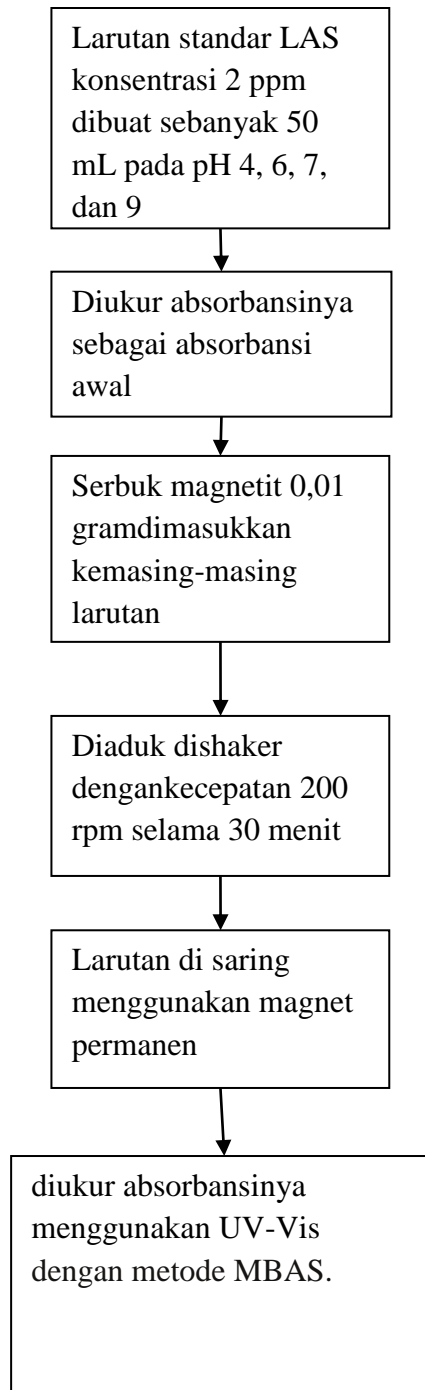 Larutan standar LAS
konsentrasi 2 ppm
dibuat sebanyak 50
mL pada pH 4, 6, 7,
dan 9
Diukur absorbansinya
sebagai absorbansi
awal
Serbuk magnetit 0,01
gramdimasukkan
kemasing-masing
larutan
Diaduk dishaker
dengankecepatan 200
rpm selama 30 menit
Larutan di saring
menggunakan magnet
permanen
diukur absorbansinya
menggunakan UV-Vis
dengan metode MBAS.